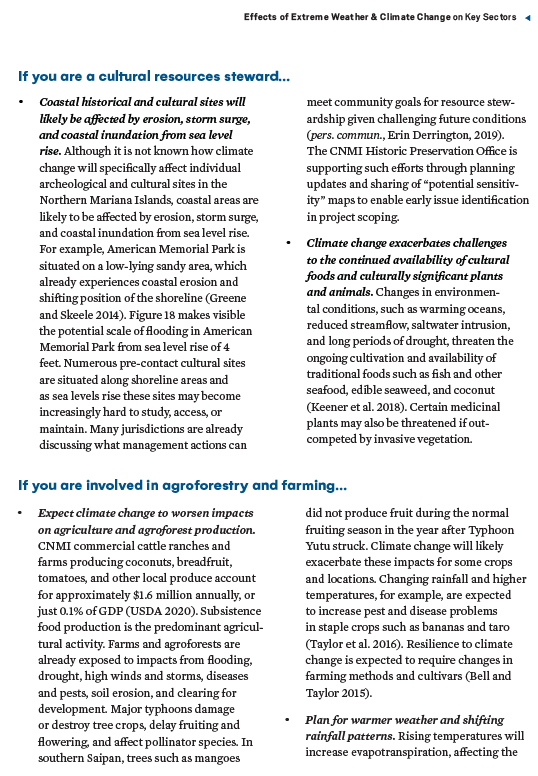 Effects of Extreme Weather & Climate Change on Key Sectors ◄
If you are a cultural resources steward...
• Coastal historical and cultural sites will
likely be affected by erosion, storm surge,
and coastal inundation from sea level
rise. Although it is not known how climate
change will specifically affect individual
archeological and cultural sites in the
Northern Mariana Islands, coastal areas are
likely to be affected by erosion, storm surge,
and coastal inundation from sea level rise.
For example, American Memorial Park is
situated on a low-lying sandy area, which
already experiences coastal erosion and
shifting position of the shoreline (Greene
and Skeele 2014). Figure 18 makes visible
the potential scale of flooding in American
Memorial Park from sea level rise of 4
feet. Numerous pre-contact cultural sites
are situated along shoreline areas and
as sea levels rise these sites may become
increasingly hard to study, access, or
maintain. Many jurisdictions are already
discussing what management actions can
meet community goals for resource stew-
ardship given challenging future conditions
(pers. commun., Erin Derrington, 2019).
The CNMI Historic Preservation Office is
supporting such efforts through planning
updates and sharing of “potential sensitiv-
ity” maps to enable early issue identification
in project scoping.
• Climate change exacerbates challenges
to the continued availability of cultural
foods and culturally significant plants
and animals. Changes in environmen-
tal conditions, such as warming oceans,
reduced streamflow, saltwater intrusion,
and long periods of drought, threaten the
ongoing cultivation and availability of
traditional foods such as fish and other
seafood, edible seaweed, and coconut
(Keener et al. 2018). Certain medicinal
plants may also be threatened if out-
competed by invasive vegetation.
If you are involved in agroforestry and farming...
• Expect climate change to worsen impacts
on agriculture and agroforest production.
CNMI commercial cattle ranches and
farms producing coconuts, breadfruit,
tomatoes, and other local produce account
for approximately $1.6 million annually, or
just 0.1% of GDP (USDA 2020). Subsistence
food production is the predominant agricul-
tural activity. Farms and agroforests are
already exposed to impacts from flooding,
drought, high winds and storms, diseases
and pests, soil erosion, and clearing for
development. Major typhoons damage
or destroy tree crops, delay fruiting and
flowering, and affect pollinator species. In
southern Saipan, trees such as mangoes
did not produce fruit during the normal
fruiting season in the year after Typhoon
Yutu struck. Climate change will likely
exacerbate these impacts for some crops
and locations. Changing rainfall and higher
temperatures, for example, are expected
to increase pest and disease problems
in staple crops such as bananas and taro
(Taylor et al. 2016). Resilience to climate
change is expected to require changes in
farming methods and cultivars (Bell and
Taylor 2015).
• Plan for warmer weather and shifting
rainfall patterns. Rising temperatures will
increase evapotranspiration, affecting the